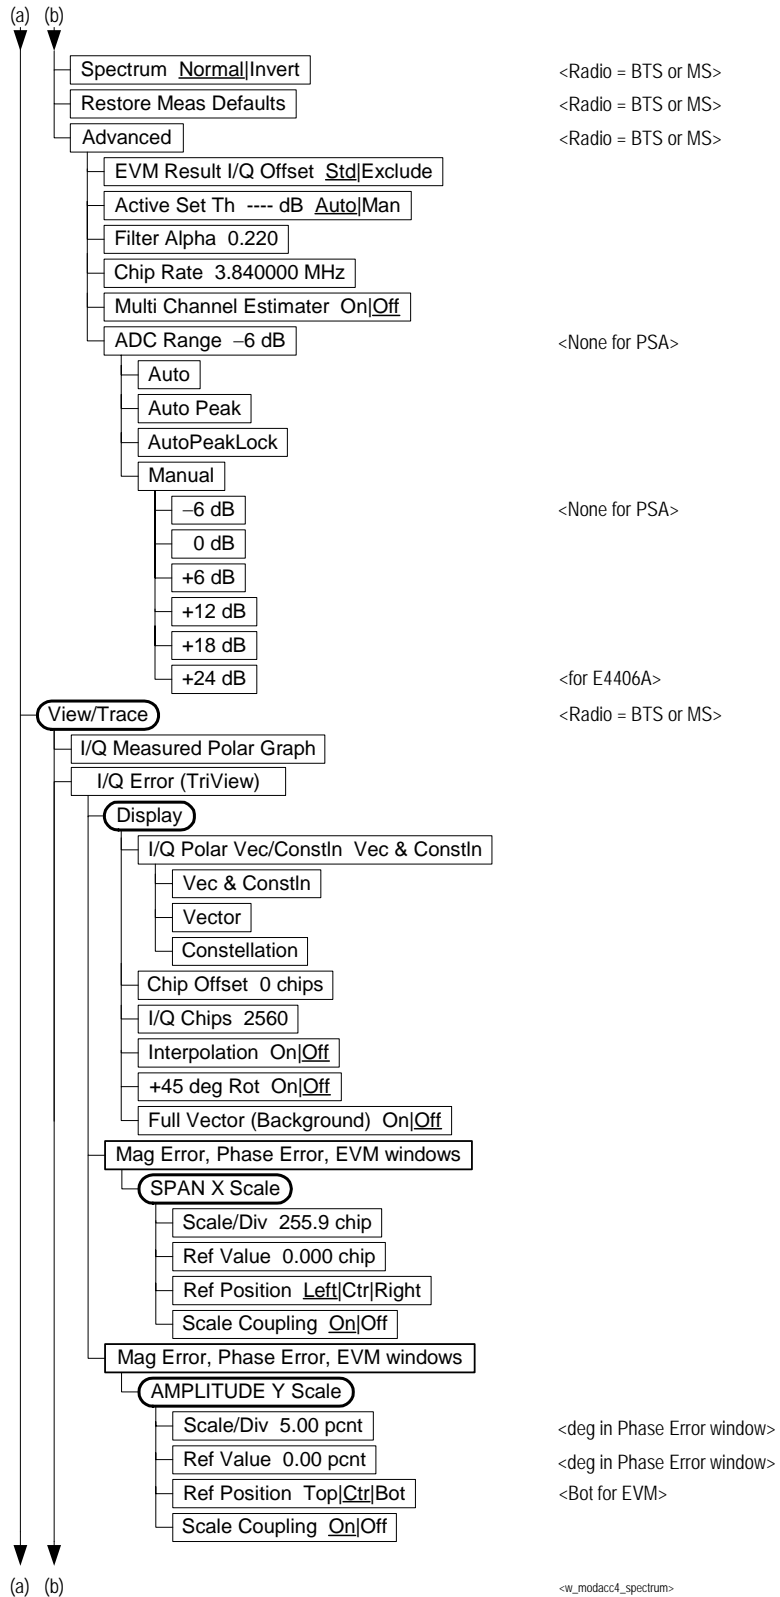 (a) (b)
Spectrum Normal|Invert <Radio = BTS or MS>
Restore Meas Defaults <Radio = BTS or MS>
Advanced <Radio = BTS or MS>
EVM Result I/Q Offset Std|Exclude
Active Set Th ---- dB Auto|Man
Filter Alpha 0.220
Chip Rate 3.840000 MHz
Multi Channel Estimater On|Off
ADC Range −6 dB <None for PSA>
Auto
Auto Peak
AutoPeakLock
Manual
−6 dB <None for PSA>
0 dB
+6 dB
+12 dB
+18 dB
+24 dB <for E4406A>
View/Trace <Radio = BTS or MS>
I/Q Measured Polar Graph
I/Q Error (TriView)
Display
I/Q Polar Vec/Constln Vec & Constln
Vec & Constln
Vector
Constellation
Chip Offset 0 chips
I/Q Chips 2560
Interpolation On|Off
+45 deg Rot On|Off
Full Vector (Background) On|Off
Mag Error, Phase Error, EVM windows
SPAN X Scale
Scale/Div 255.9 chip
Ref Value 0.000 chip
Ref Position Left|Ctr|Right
Scale Coupling On|Off
Mag Error, Phase Error, EVM windows
AMPLITUDE Y Scale
Scale/Div 5.00 pcnt <deg in Phase Error window>
Ref Value 0.00 pcnt <deg in Phase Error window>
Ref Position Top|Ctr|Bot <Bot for EVM>
Scale Coupling On|Off
(a) (b) <w_modacc4_spectrum>